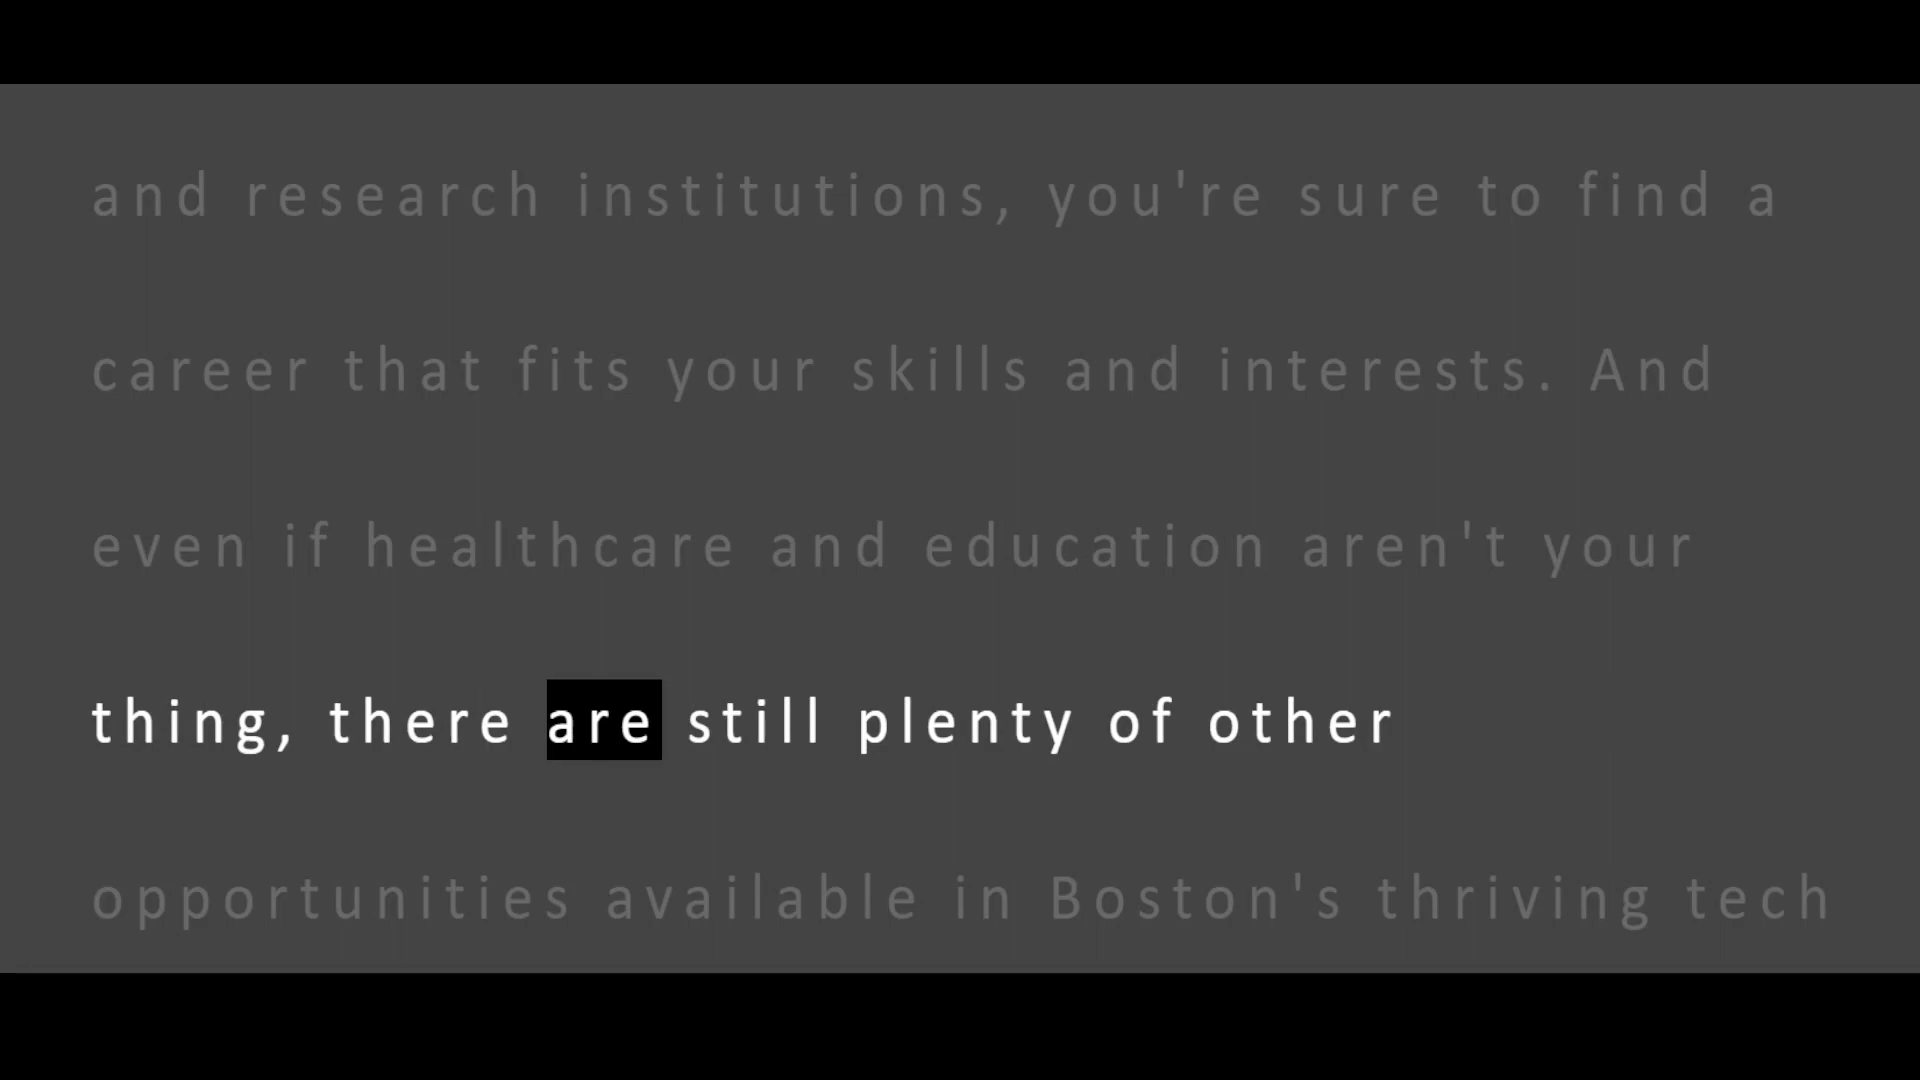 and research institutions, you're sure to find a
career that fits your skills and interests. And
even if healthcare and education aren't your
thing, there are still plenty of other
opportunities available in Boston's thriving tech